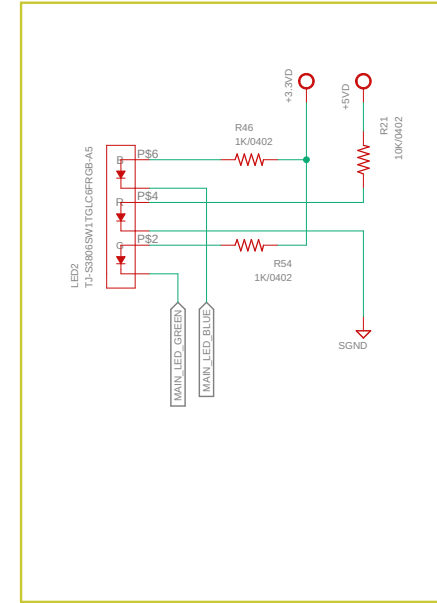 +3.3VD
+5VD
R46
1K/0402
R21
10K/0402
B
P$6
R
P$4
G
P$2
LED2
TJ-S3806SW1TGLC6FRGB-A5
R54
1K/0402
SGND
MAIN_LED_GREEN
MAIN_LED_BLUE